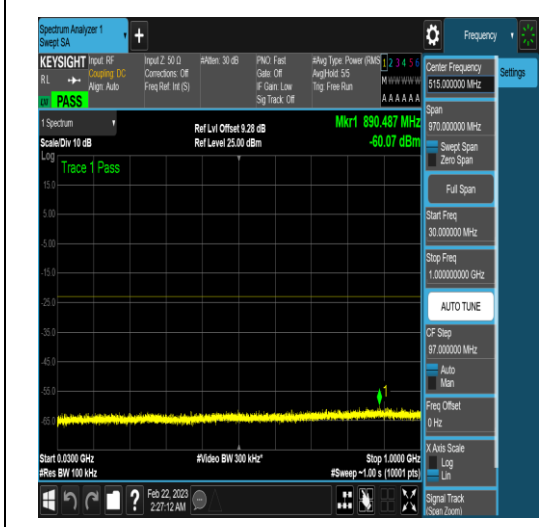 Spectrum Analyzer 1
Swept SA
+
Frequency
KEYSIGHT
RL
Input: RF
Coupling: DC
Align: Auto
Input Z: 50 Ω
Corrections: Off
Freq Ref: Int (S)
#Atten: 30 dB
PNO: Fast
Gate: Off
IF Gain: Low
Sig Track: Off
#Avg Type: Power (RMS
Avg|Hold: 5/5
Trig: Free Run
1 2 3 4 5 6
M W W W W W
A A A A A A
PASS
1 Spectrum
Scale/Div 10 dB
Ref Lvl Offset 9.28 dB
Ref Level 25.00 dBm
Mkr1 890.487 MHz
-60.07 dBm
Log
Trace 1 Pass
15.0
5.00
-5.00
-15.0
-25.0
-35.0
-45.0
-55.0
-65.0
1
Start 0.0300 GHz
#Res BW 100 kHz
#Video BW 300 kHz*
Stop 1.0000 GHz
#Sweep ~1.00 s (10001 pts)
?
Feb 22, 2023
2:27:12 AM
Center Frequency
515.000000 MHz
Settings
Span
970.000000 MHz
Swept Span
Zero Span
Full Span
Start Freq
30.000000 MHz
Stop Freq
1.000000000 GHz
AUTO TUNE
CF Step
97.000000 MHz
Auto
Man
Freq Offset
0 Hz
X Axis Scale
Log
Lin
Signal Track
(Span Zoom)